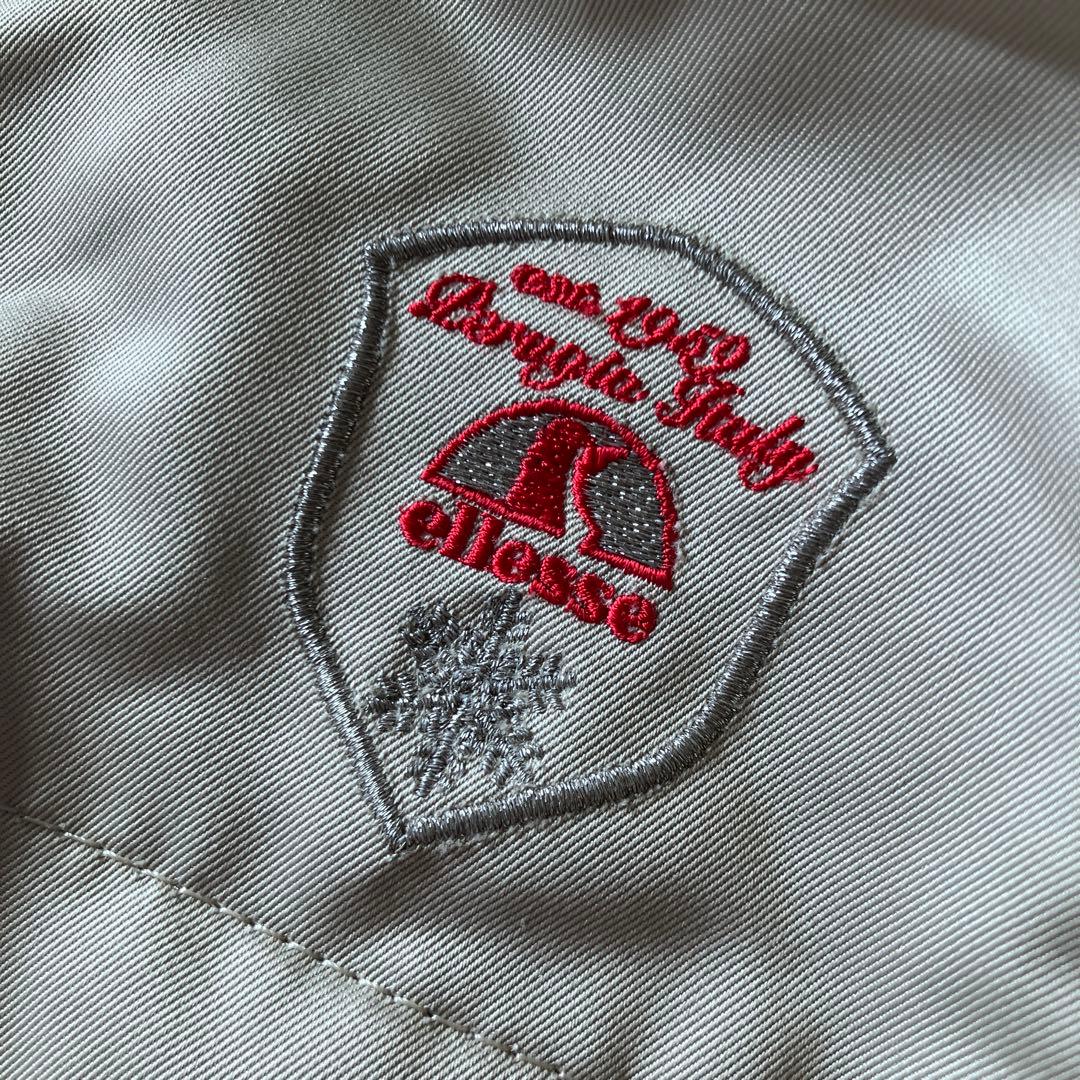 est. 1959
Perugia Italy
ellesse